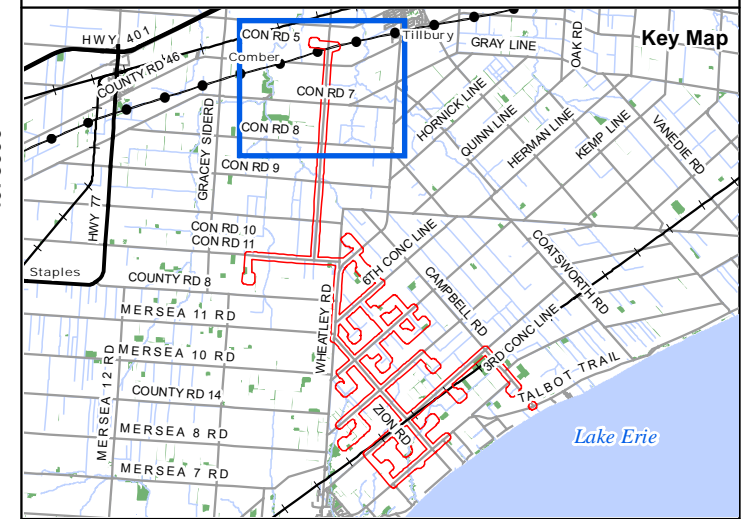 Key Map
HWY 401
CON RD 5
Tillbury
GRAY LINE
OAK RD
COUNTY RD 46
Comber
CON RD 7
HORNICK LINE
QUINN LINE
HERMAN LINE
KEMP LINE
VANEDIE RD
GRACEY SIDERD
CON RD 8
CON RD 9
HWY 77
CON RD 10
CON RD 11
6TH CONC LINE
COATSWORTH RD
Staples
COUNTY RD 8
CAMPBELL RD
MERSEA 11 RD
WHEATLEY RD
3RD CONC LINE
MERSEA 10 RD
MERSEA 12 RD
TALBOT TRAIL
COUNTY RD 14
ZION RD
MERSEA 8 RD
Lake Erie
MERSEA 7 RD